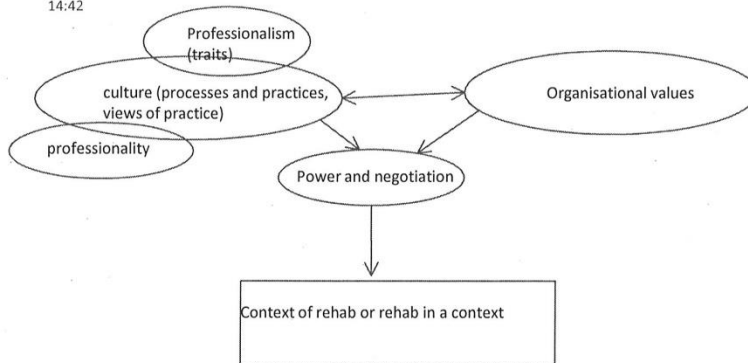 14:42
Professionalism
(traits)
culture (processes and practices,
views of practice)
Organisational values
professionality
Power and negotiation
Context of rehab or rehab in a context